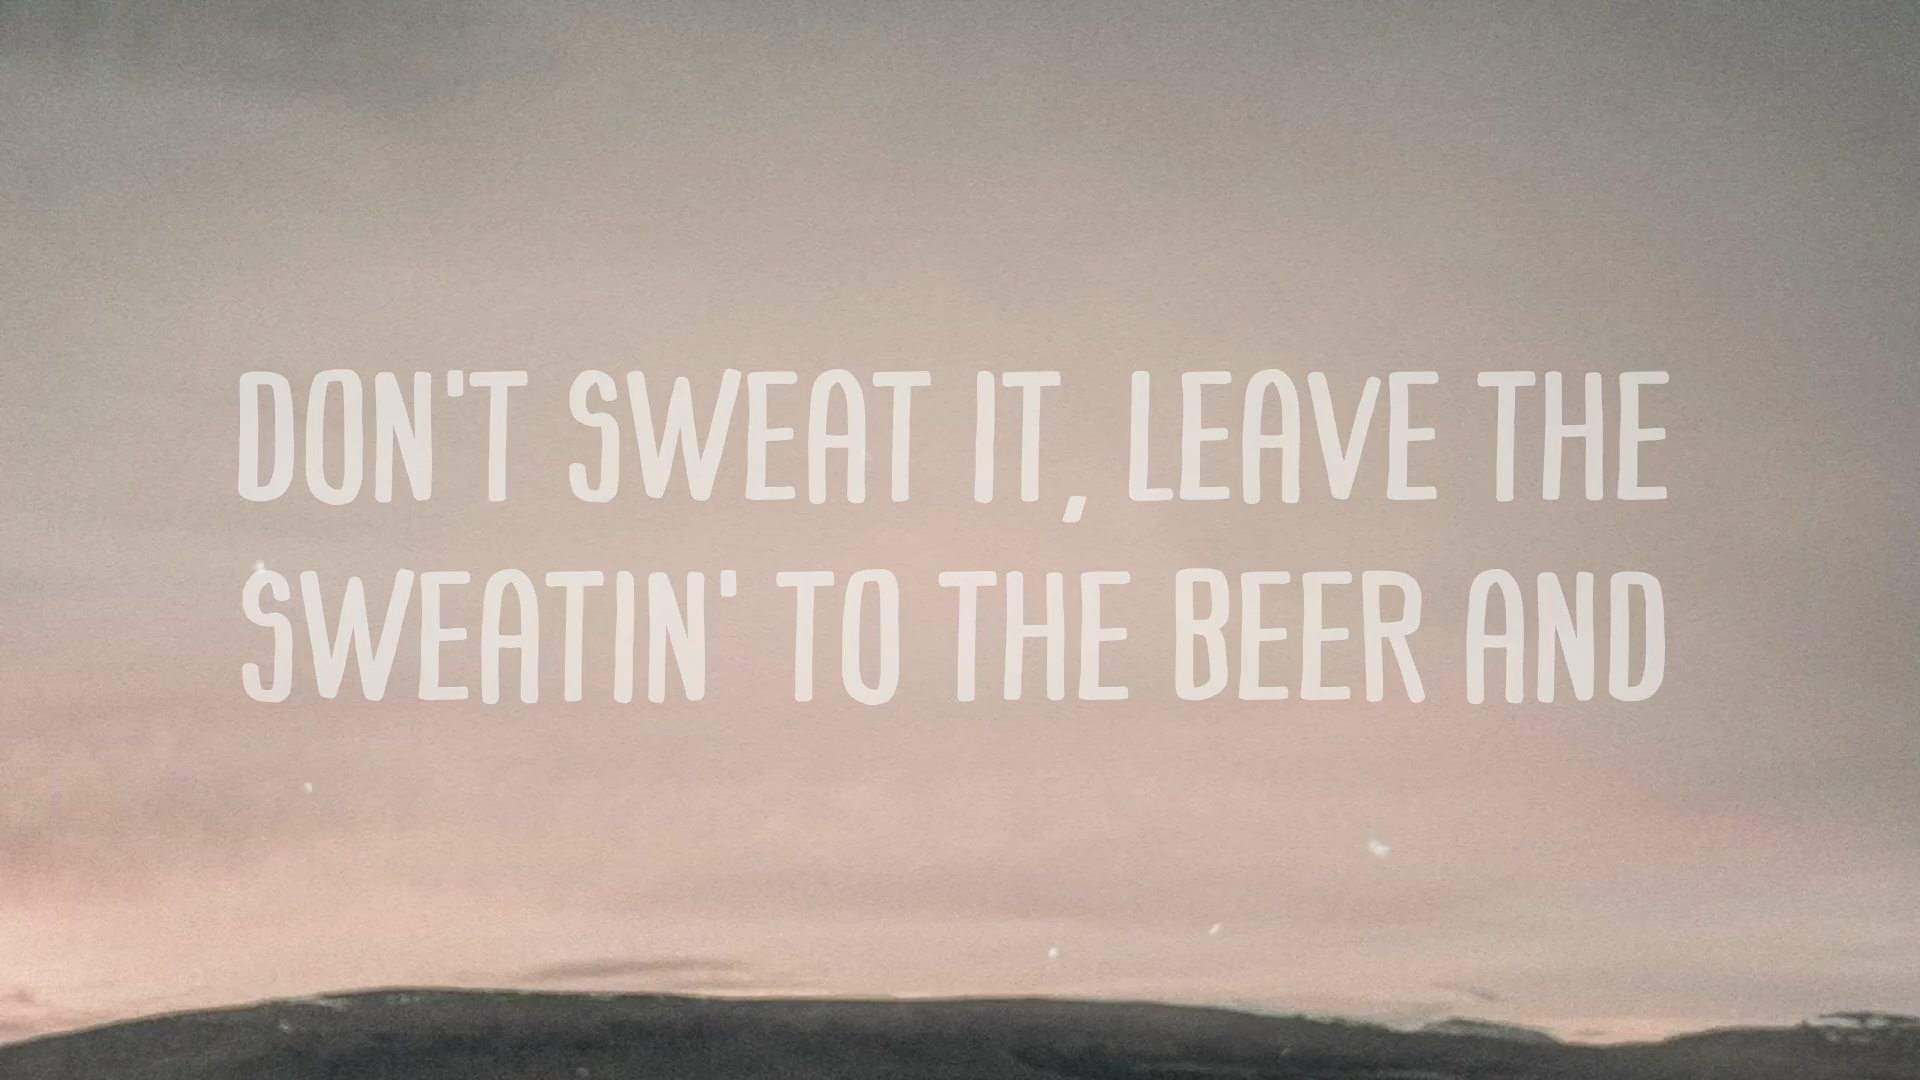 DON'T SWEAT IT, LEAVE THE
SWEATIN' TO THE BEER AND